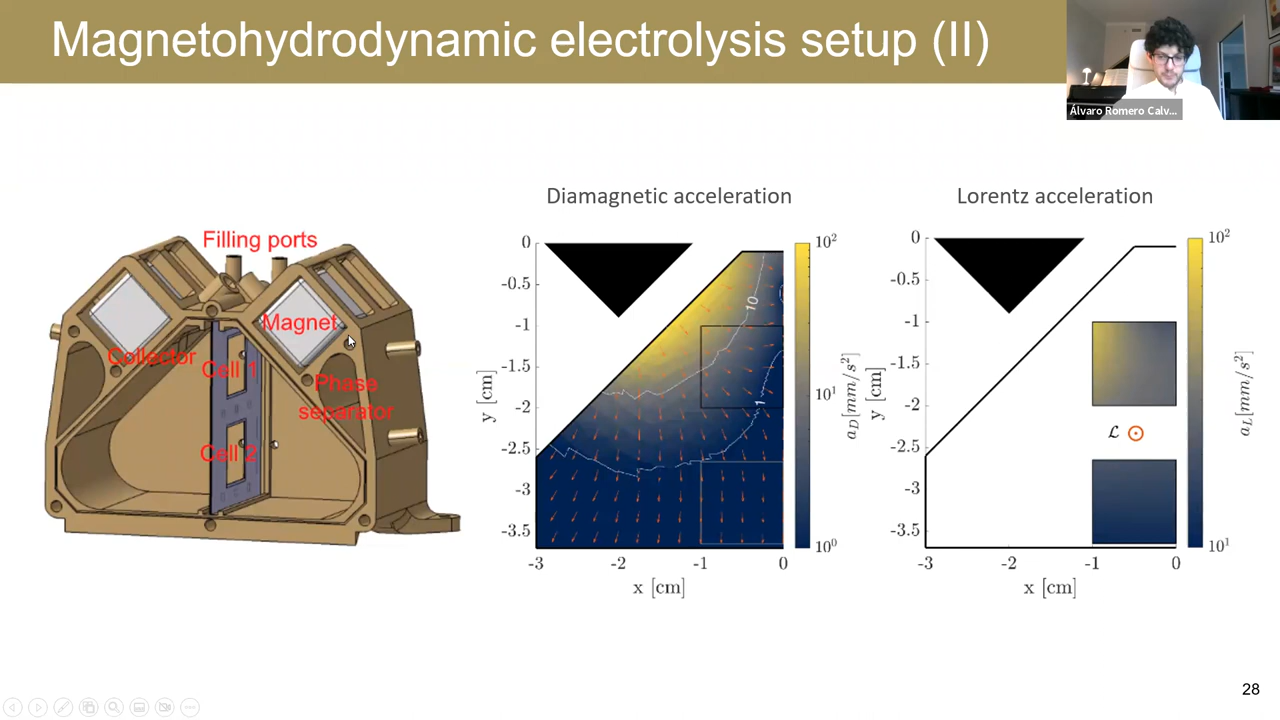 Magnetohydrodynamic electrolysis setup (II)
Álvaro Romero Calv...
Filling ports
Magnet
Collector
Cell 1
Phase
separator
Cell 2
Diamagnetic acceleration
0
-0.5
-1
-1.5
-2
-2.5
-3
-3.5
y [cm]
-3 -2 -1 0
x [cm]
10
1
10²
10¹
10⁰
a_D [mm/s²]
Lorentz acceleration
0
-0.5
-1
-1.5
-2
-2.5
-3
-3.5
y [cm]
-3 -2 -1 0
x [cm]
ℒ
10²
10¹
a_L [mm/s²]
28